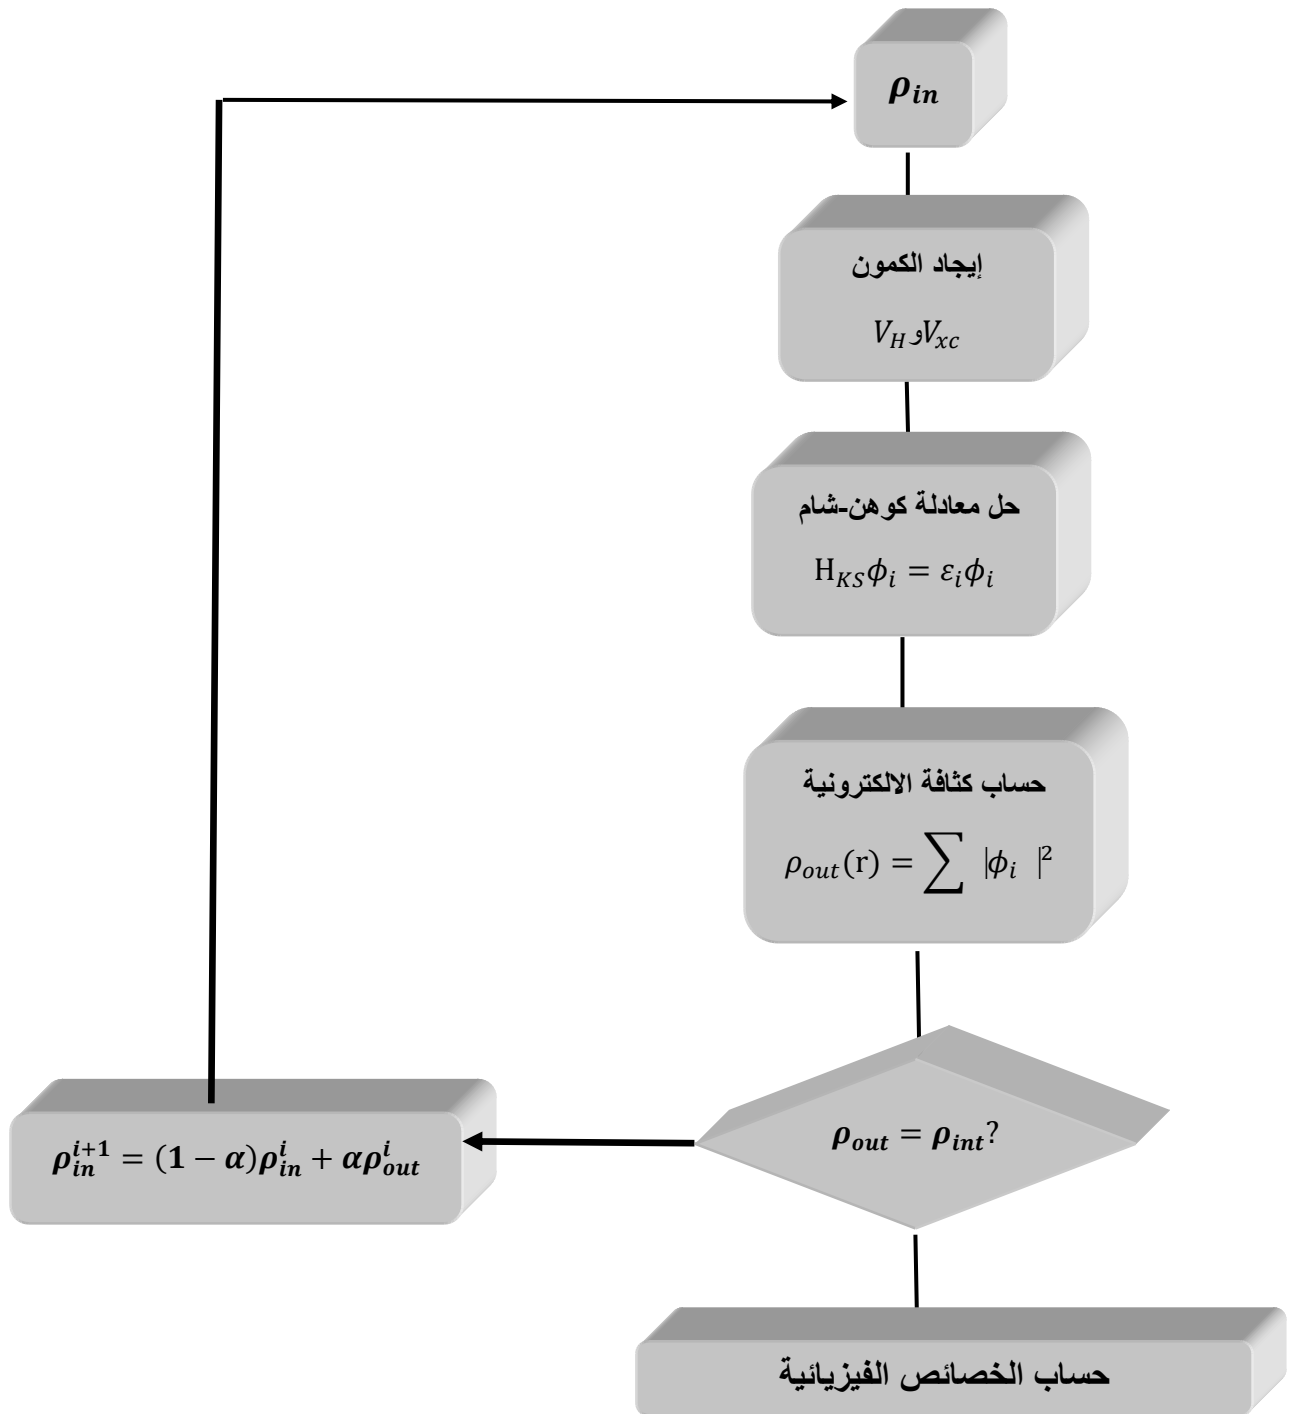 ρ_in
إيجاد الكمون
V_H و V_xc
حل معادلة كوهن-شام
H_KS ϕ_i = ε_i ϕ_i
حساب كثافة الالكترونية
ρ_out(r) = ∑ |ϕ_i |²
ρ_out = ρ_int?
ρ_in^{i+1} = (1 − α)ρ_in^i + αρ_out^i
حساب الخصائص الفيزيائية